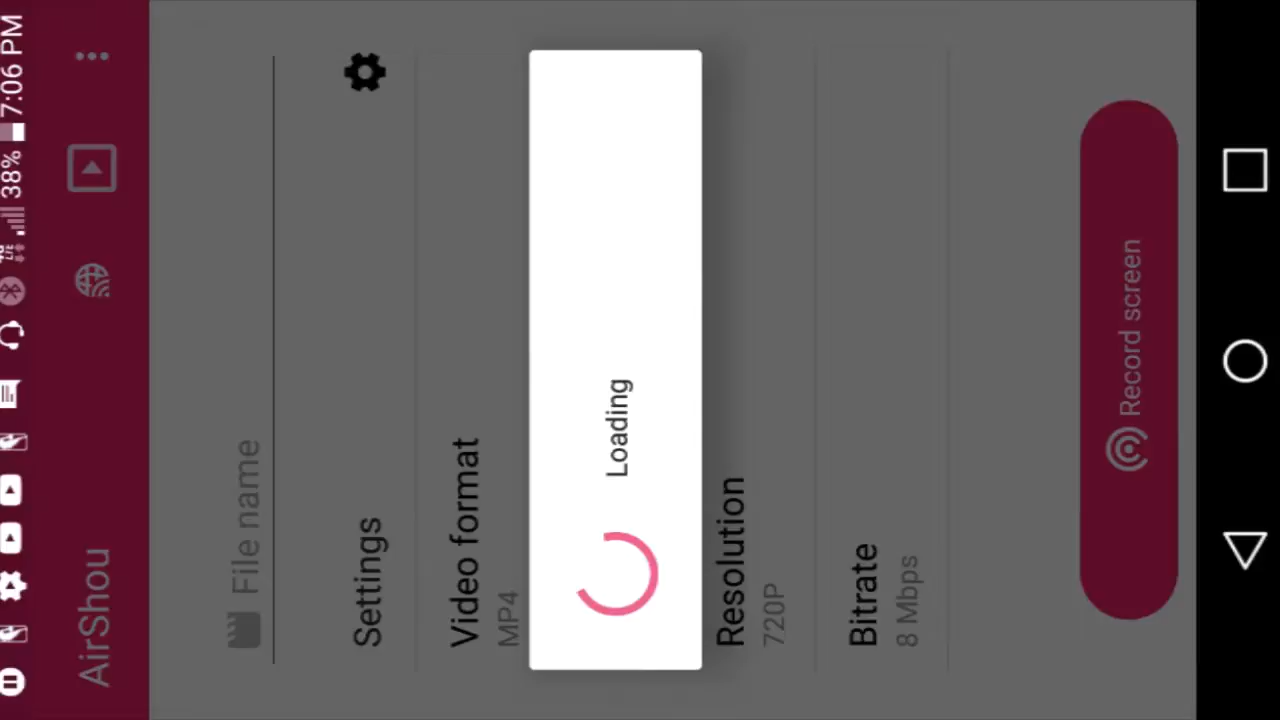 38% 7:06 PM
AirShou
File name
Settings
Video format
MP4
Loading
Resolution
720P
Bitrate
8 Mbps
Record screen